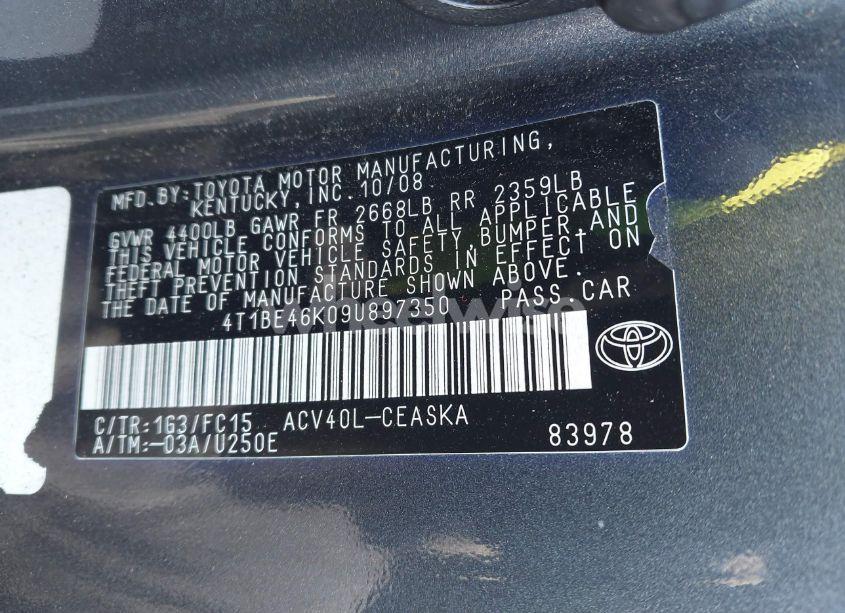 MFD.BY:TOYOTA MOTOR MANUFACTURING,
KENTUCKY,INC. 10/08
GVWR 4400LB GAWR FR 2668LB RR 2359LB
THIS VEHICLE CONFORMS TO ALL APPLICABLE
FEDERAL MOTOR VEHICLE SAFETY,BUMPER,AND
THEFT PREVENTION STANDARDS IN EFFECT ON
THE DATE OF MANUFACTURE SHOWN ABOVE.
4T1BE46K09U897350 PASS.CAR
wheelwise
C/TR:1G3/FC15 ACV40L-CEASKA
A/TM:-03A/U250E 83978